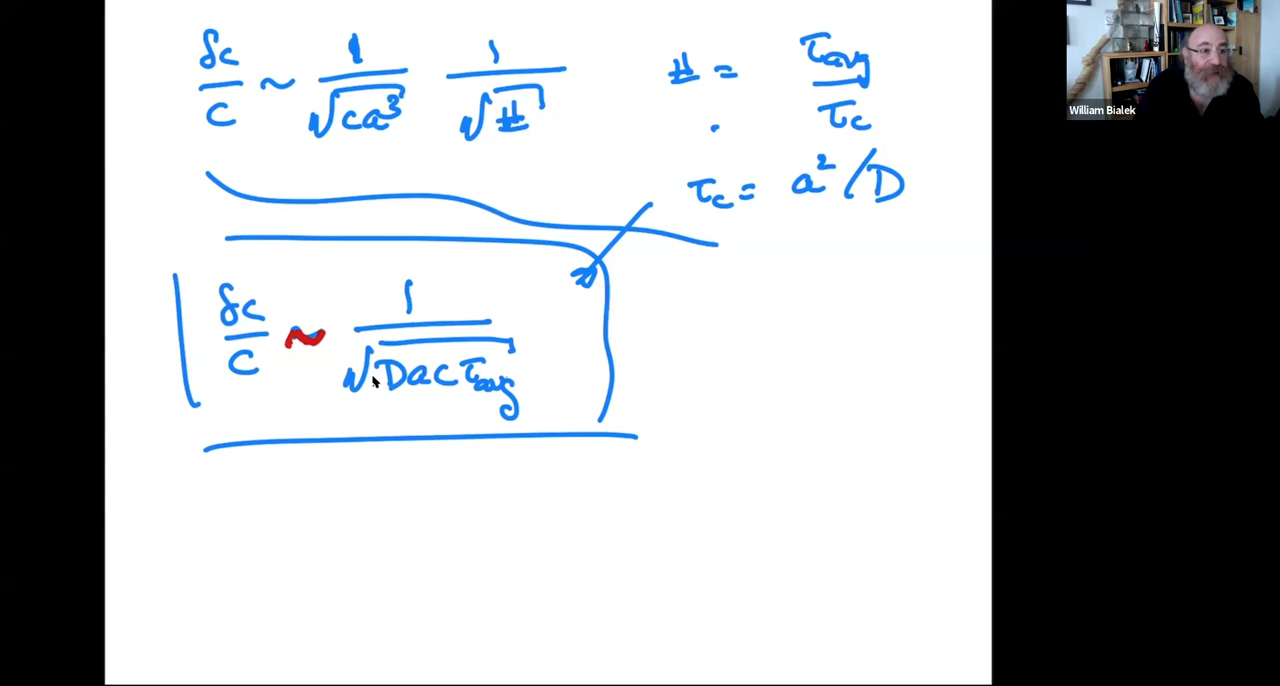 δc/c ~ 1/√(ca³) 1/√# # = τavg/τc
τc = a²/D
δc/c ~ 1/√(Dacτavg)
William Bialek